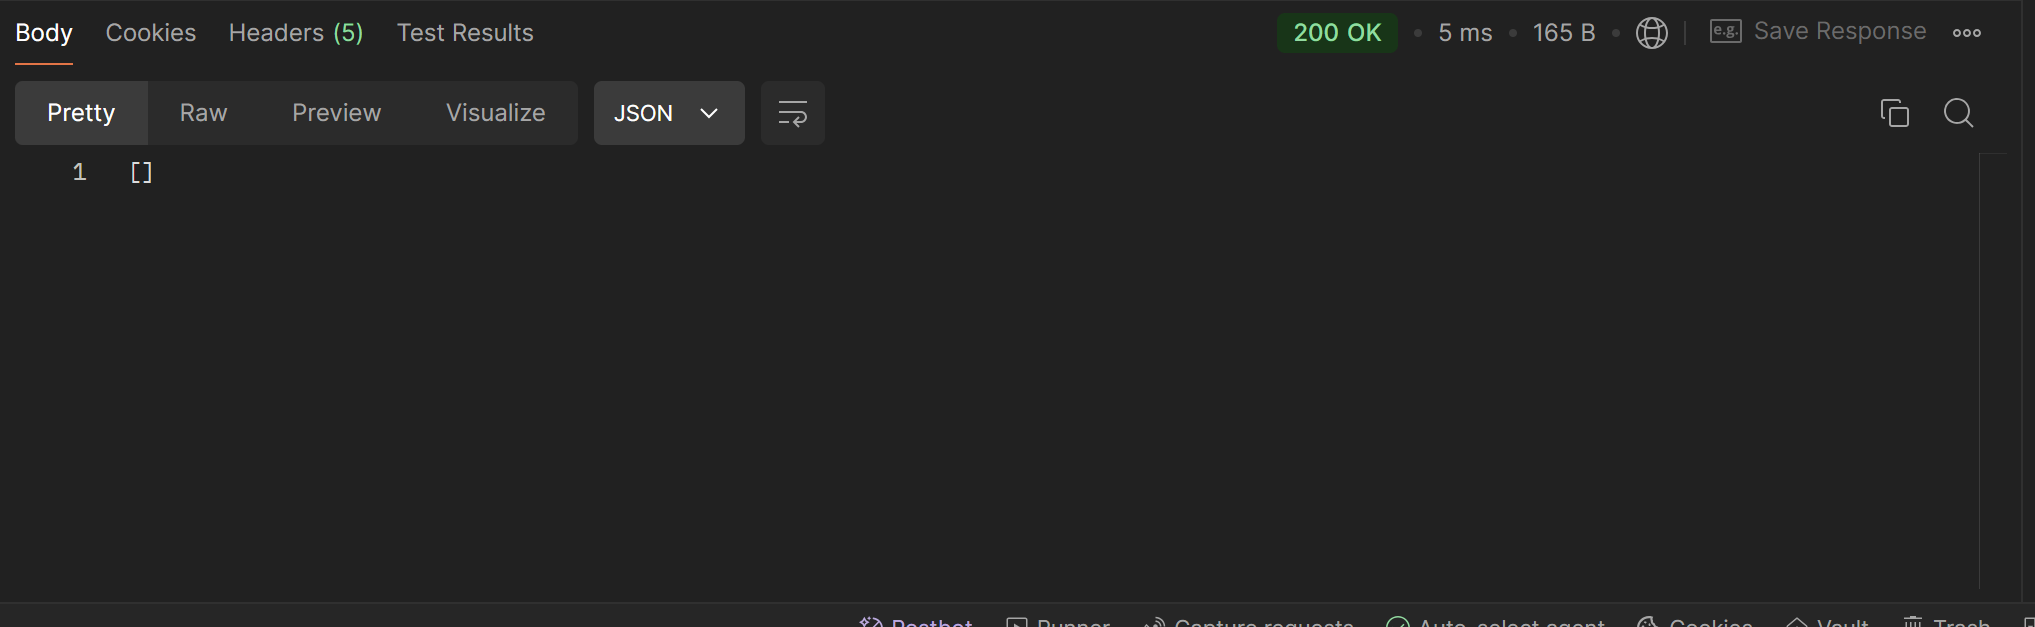 Body Cookies Headers (5) Test Results 200 OK 5 ms 165 B e.g. Save Response
Pretty Raw Preview Visualize JSON
1 []
Postbot Runner Capture requests Auto-select agent Cookies Vault Trash